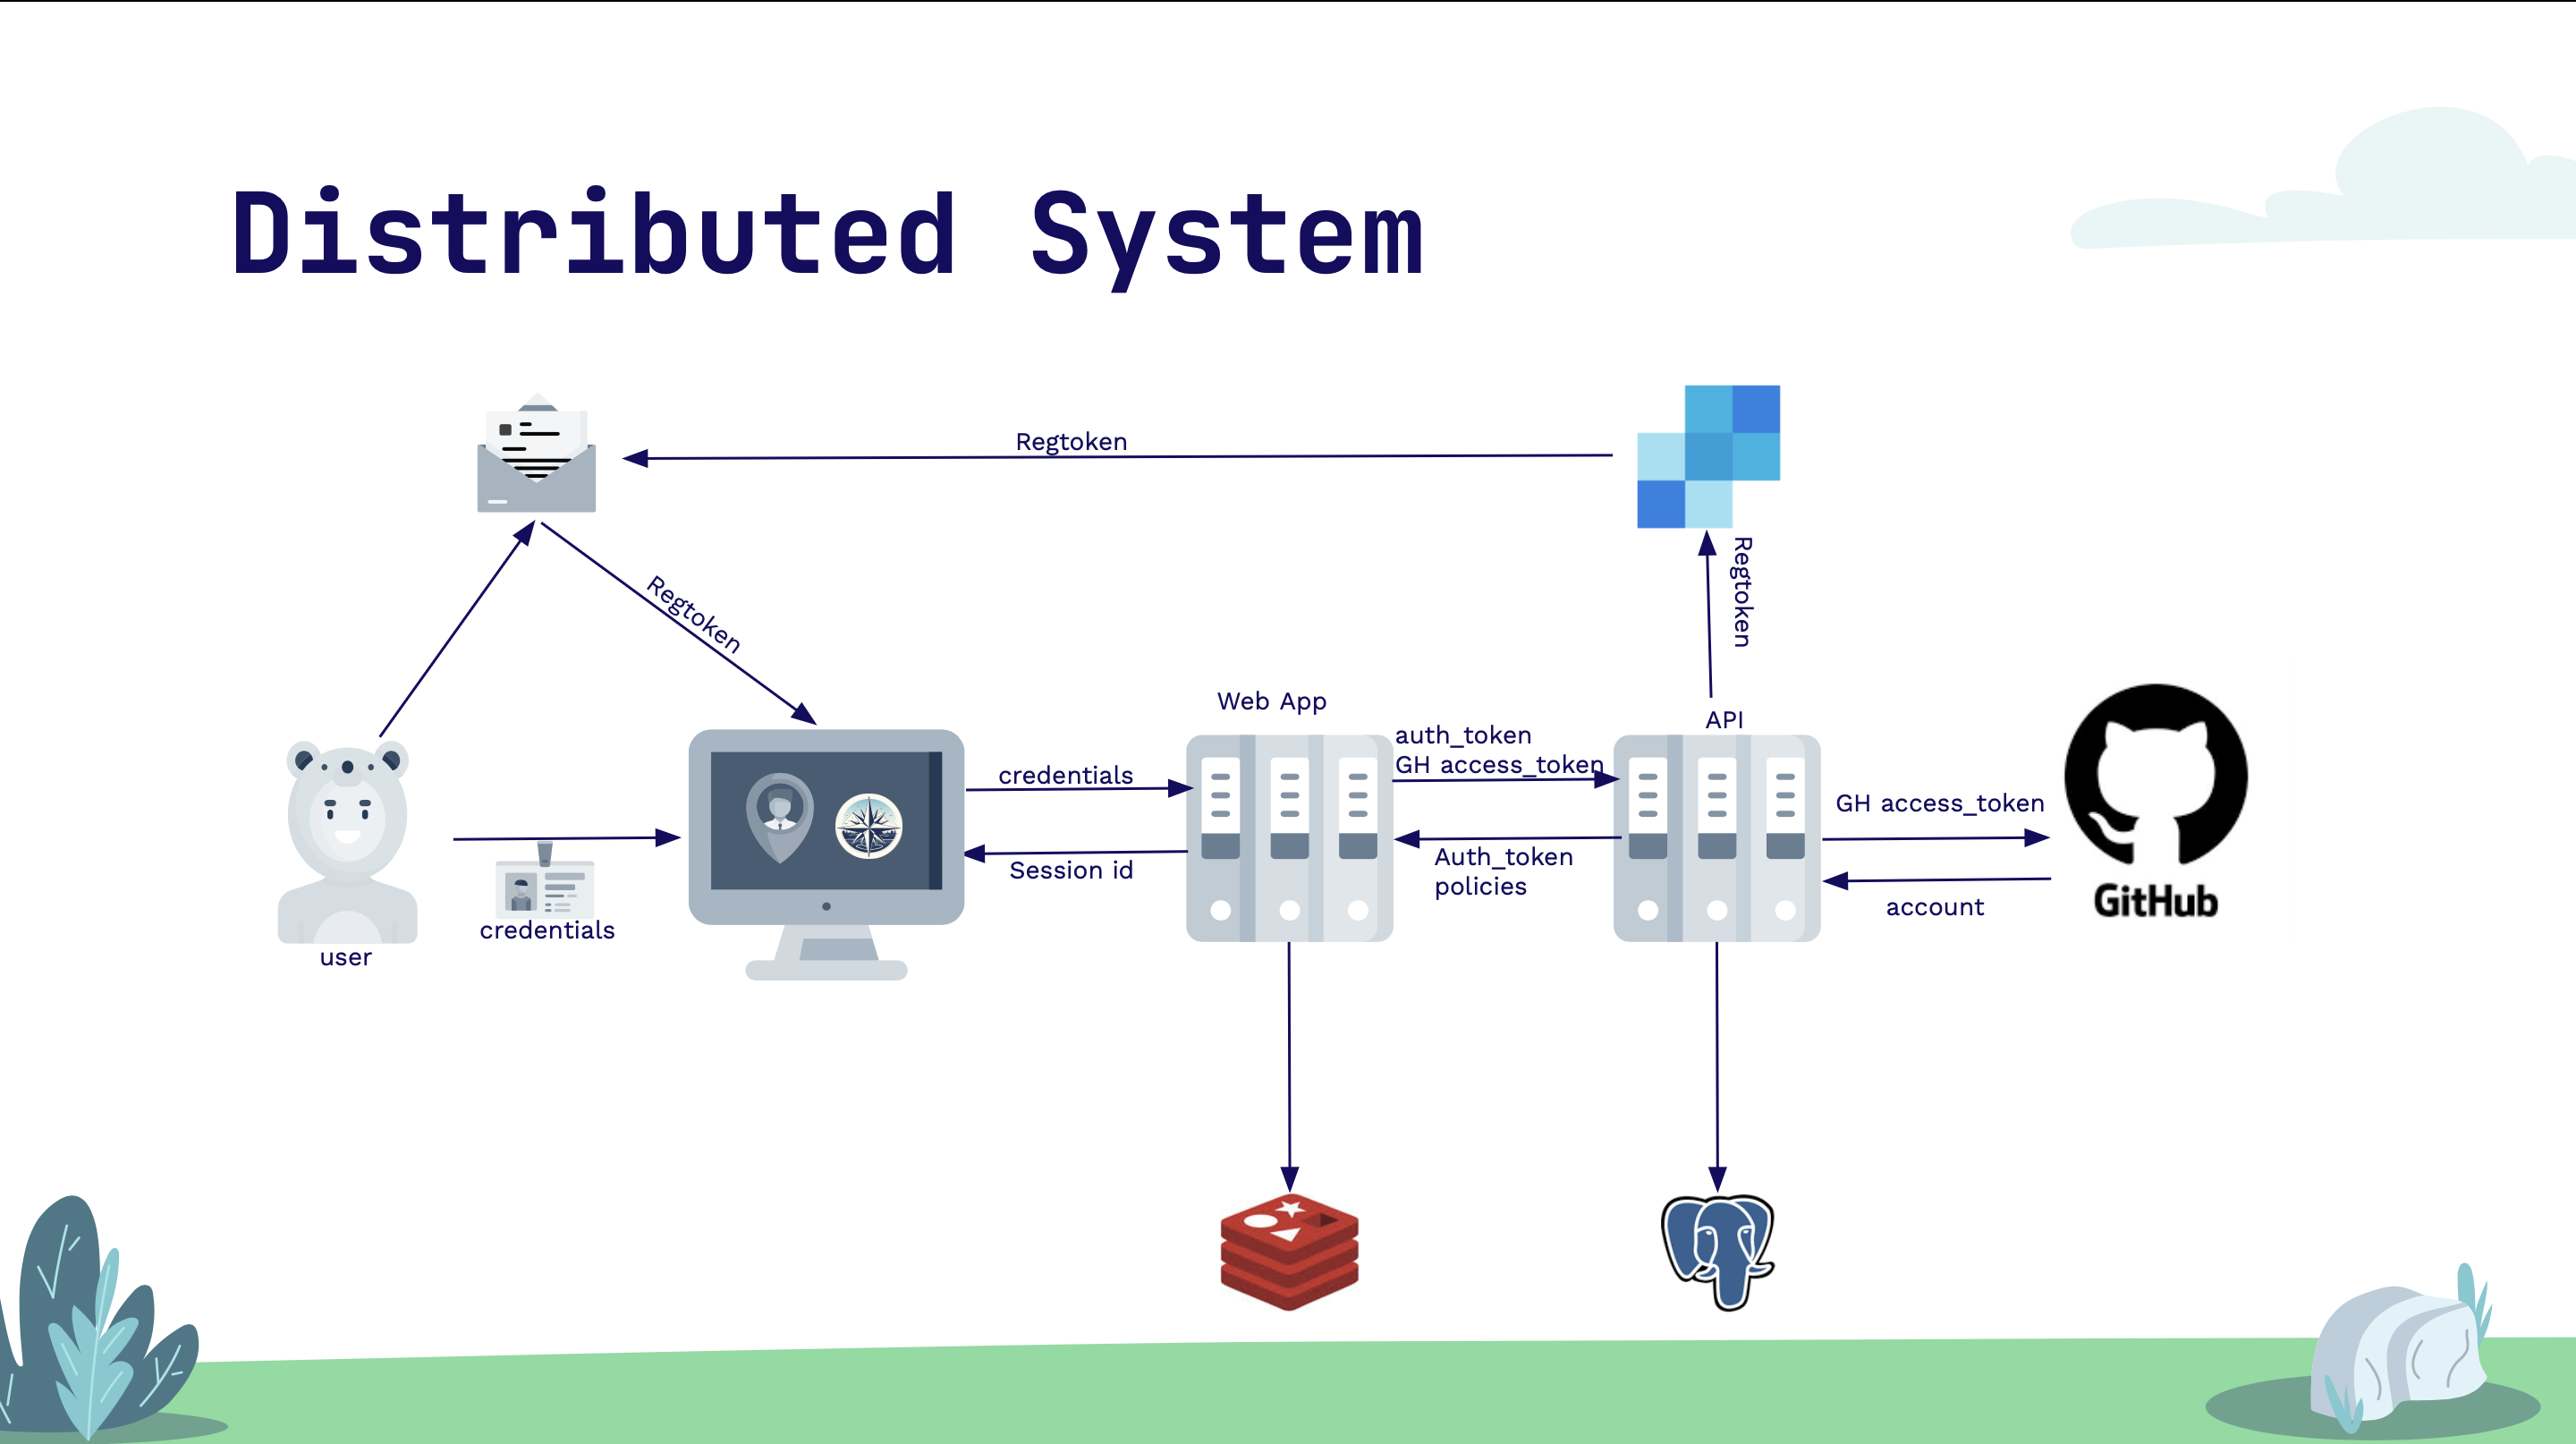 Distributed System
Regtoken
Regtoken
Regtoken
Web App
API
auth_token
GH access_token
credentials
GH access_token
Session id
Auth_token
policies
account
GitHub
credentials
user